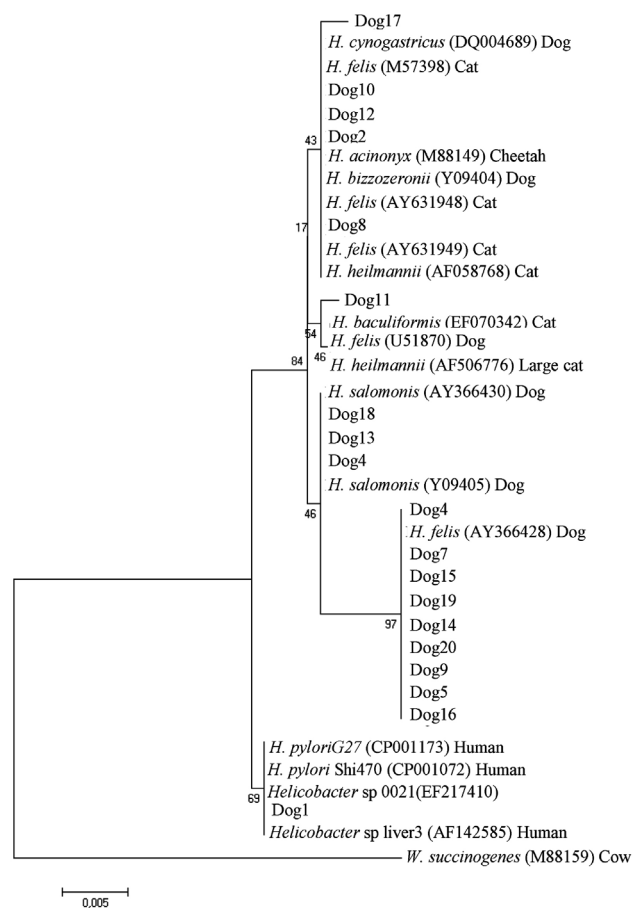 Dog17
H. cynogastricus (DQ004689) Dog
H. felis (M57398) Cat
Dog10
Dog12
Dog2
43
H. acinonyx (M88149) Cheetah
H. bizzozeronii (Y09404) Dog
H. felis (AY631948) Cat
17
Dog8
H. felis (AY631949) Cat
H. heilmannii (AF058768) Cat
Dog11
H. baculiformis (EF070342) Cat
54
H. felis (U51870) Dog
84
46
H. heilmannii (AF506776) Large cat
H. salomonis (AY366430) Dog
Dog18
Dog13
Dog4
H. salomonis (Y09405) Dog
46
Dog4
H. felis (AY366428) Dog
Dog7
Dog15
Dog19
97
Dog14
Dog20
Dog9
Dog5
Dog16
H. pyloriG27 (CP001173) Human
H. pylori Shi470 (CP001072) Human
Helicobacter sp 0021(EF217410)
69
Dog1
Helicobacter sp liver3 (AF142585) Human
W. succinogenes (M88159) Cow
0,005